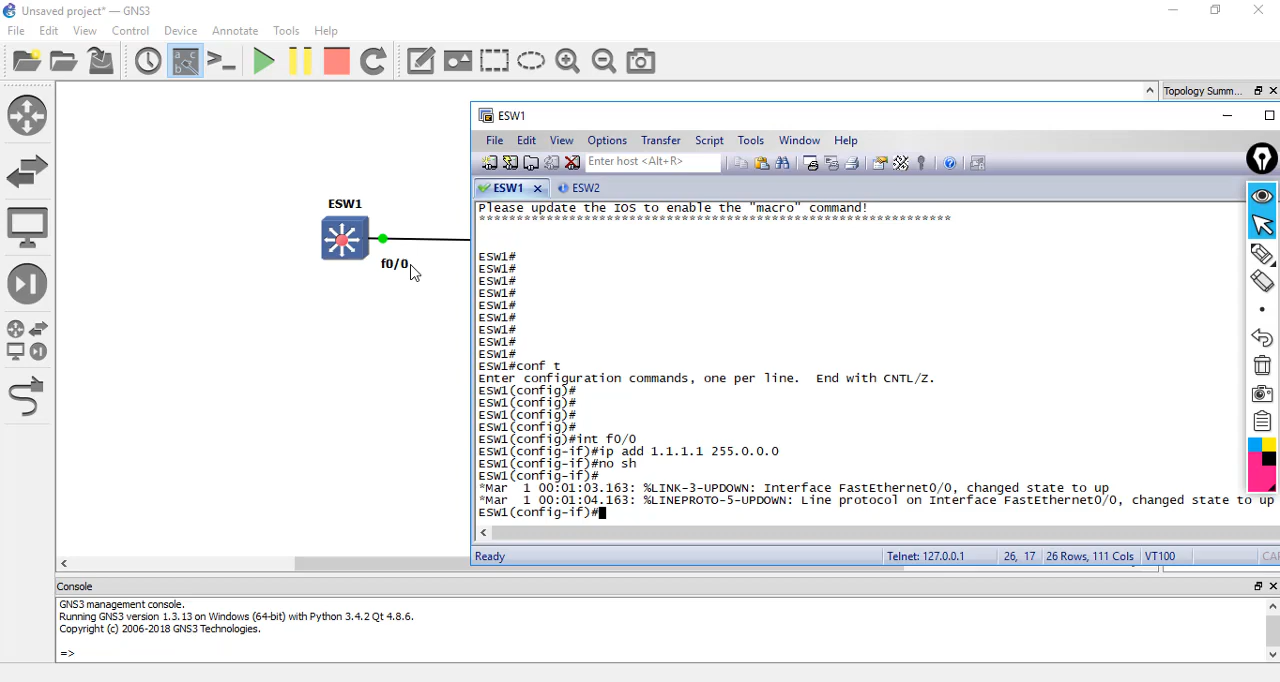 Unsaved project* — GNS3
File Edit View Control Device Annotate Tools Help
Topology Summ...
ESW1
f0/0
ESW1
File Edit View Options Transfer Script Tools Window Help
Enter host <Alt+R>
ESW1 ESW2
Please update the IOS to enable the "macro" command!
***************************************************************
ESW1#
ESW1#
ESW1#
ESW1#
ESW1#
ESW1#
ESW1#
ESW1#
ESW1#
ESW1#conf t
Enter configuration commands, one per line.  End with CNTL/Z.
ESW1(config)#
ESW1(config)#
ESW1(config)#
ESW1(config)#
ESW1(config)#int f0/0
ESW1(config-if)#ip add 1.1.1.1 255.0.0.0
ESW1(config-if)#no sh
ESW1(config-if)#
*Mar  1 00:01:03.163: %LINK-3-UPDOWN: Interface FastEthernet0/0, changed state to up
*Mar  1 00:01:04.163: %LINEPROTO-5-UPDOWN: Line protocol on Interface FastEthernet0/0, changed state to up
ESW1(config-if)#
Ready Telnet: 127.0.0.1 26, 17 26 Rows, 111 Cols VT100 CA
Console
GNS3 management console.
Running GNS3 version 1.3.13 on Windows (64-bit) with Python 3.4.2 Qt 4.8.6.
Copyright (c) 2006-2018 GNS3 Technologies.
=>